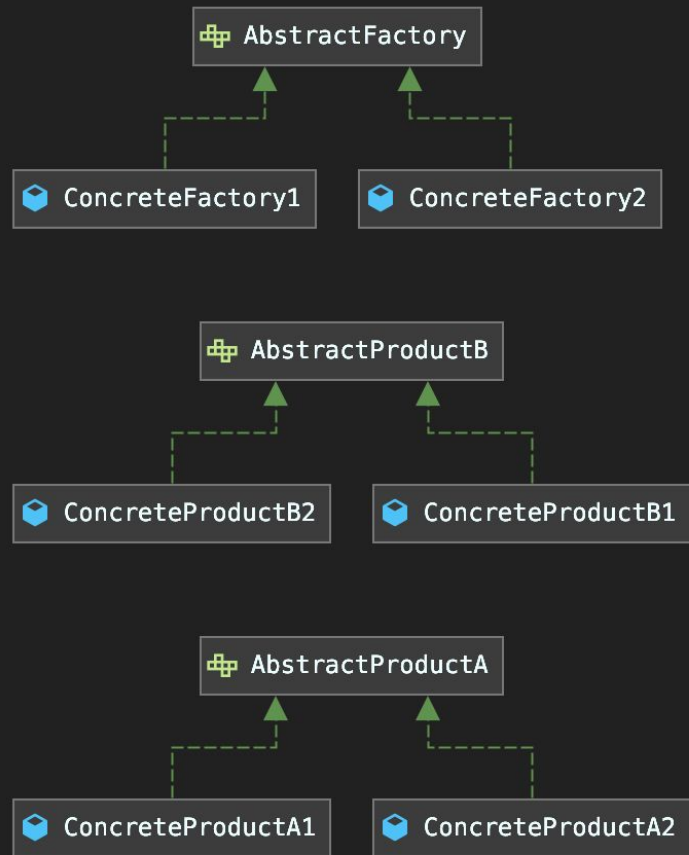 AbstractFactory
ConcreteFactory1 ConcreteFactory2
AbstractProductB
ConcreteProductB2 ConcreteProductB1
AbstractProductA
ConcreteProductA1 ConcreteProductA2